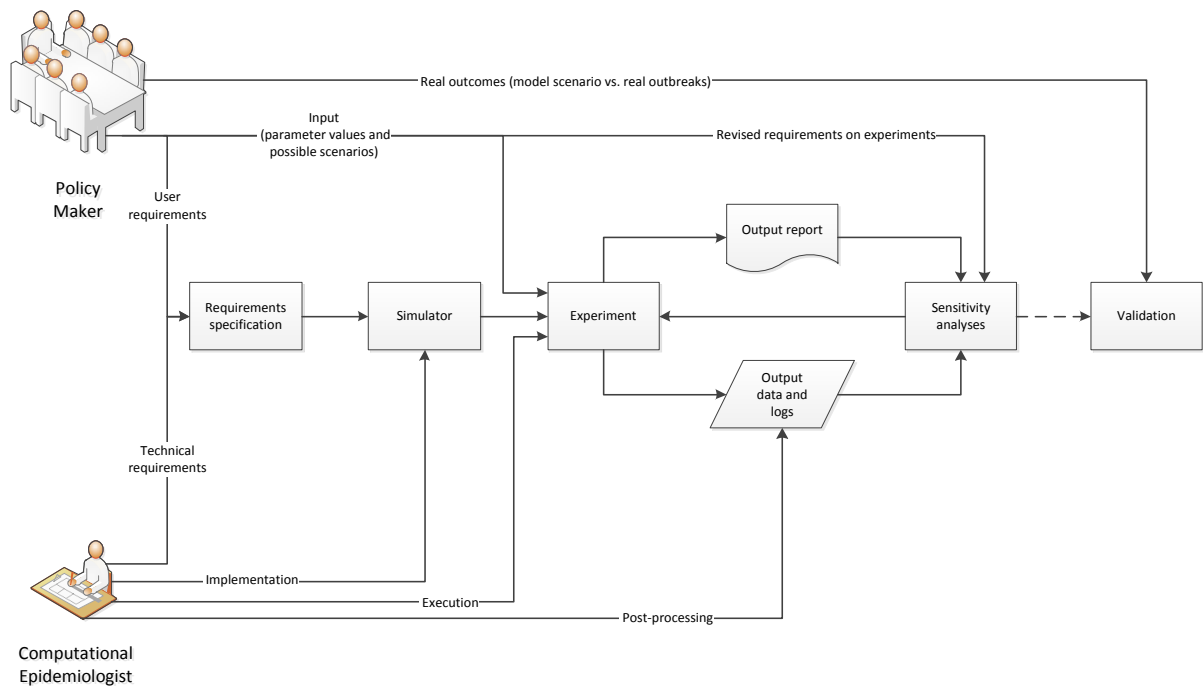 Real outcomes (model scenario vs. real outbreaks)
Input
(parameter values and
possible scenarios)
Revised requirements on experiments
Policy
Maker
User
requirements
Output report
Requirements
specification
Simulator
Experiment
Sensitivity
analyses
Validation
Output
data and
logs
Technical
requirements
Implementation
Execution
Post-processing
Computational
Epidemiologist